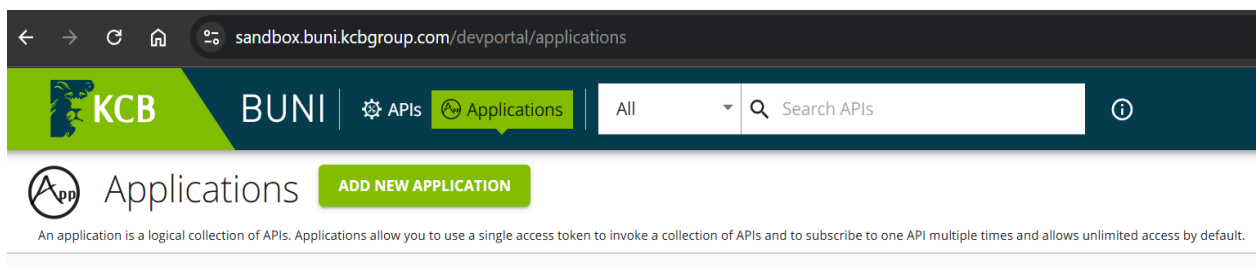 sandbox.buni.kcbgroup.com/devportal/applications
KCB BUNI APIs App Applications All Search APIs
App Applications ADD NEW APPLICATION
An application is a logical collection of APIs. Applications allow you to use a single access token to invoke a collection of APIs and to subscribe to one API multiple times and allows unlimited access by default.